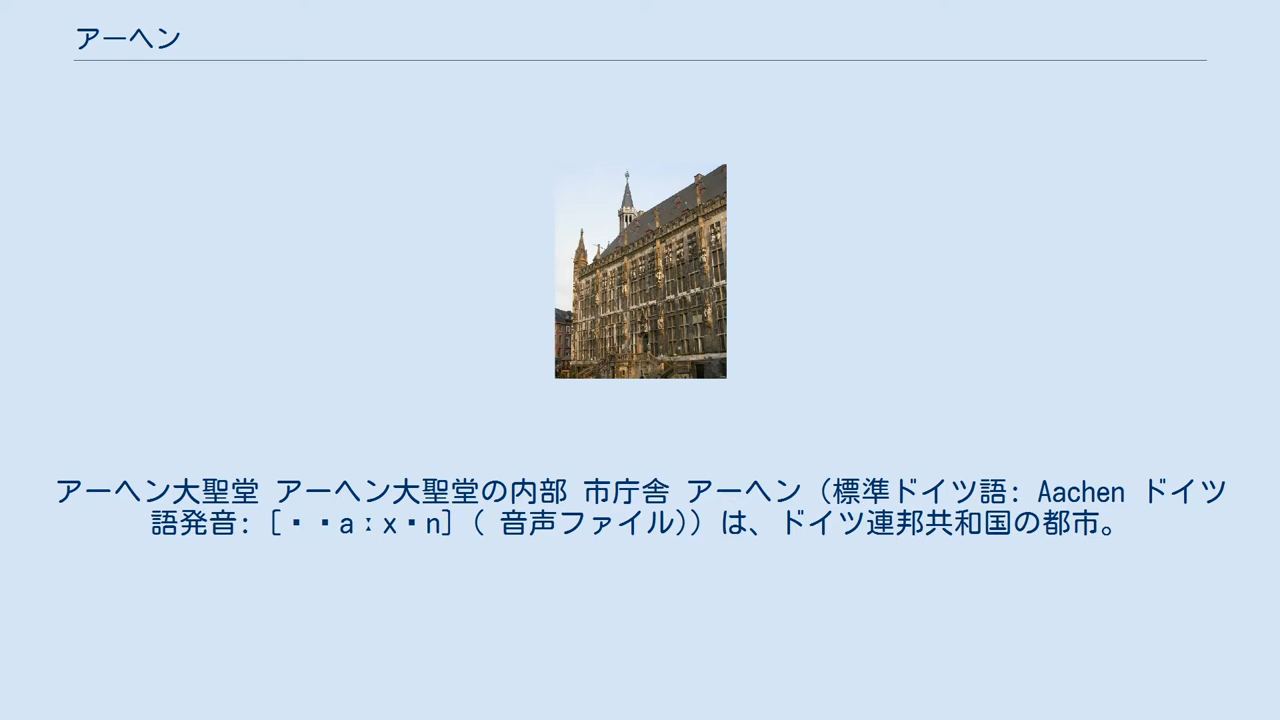 アーヘン
アーヘン大聖堂 アーヘン大聖堂の内部 市庁舎 アーヘン（標準ドイツ語: Aachen ドイツ
語発音: [▪▪aːx▪n] ( 音声ファイル)）は、ドイツ連邦共和国の都市。